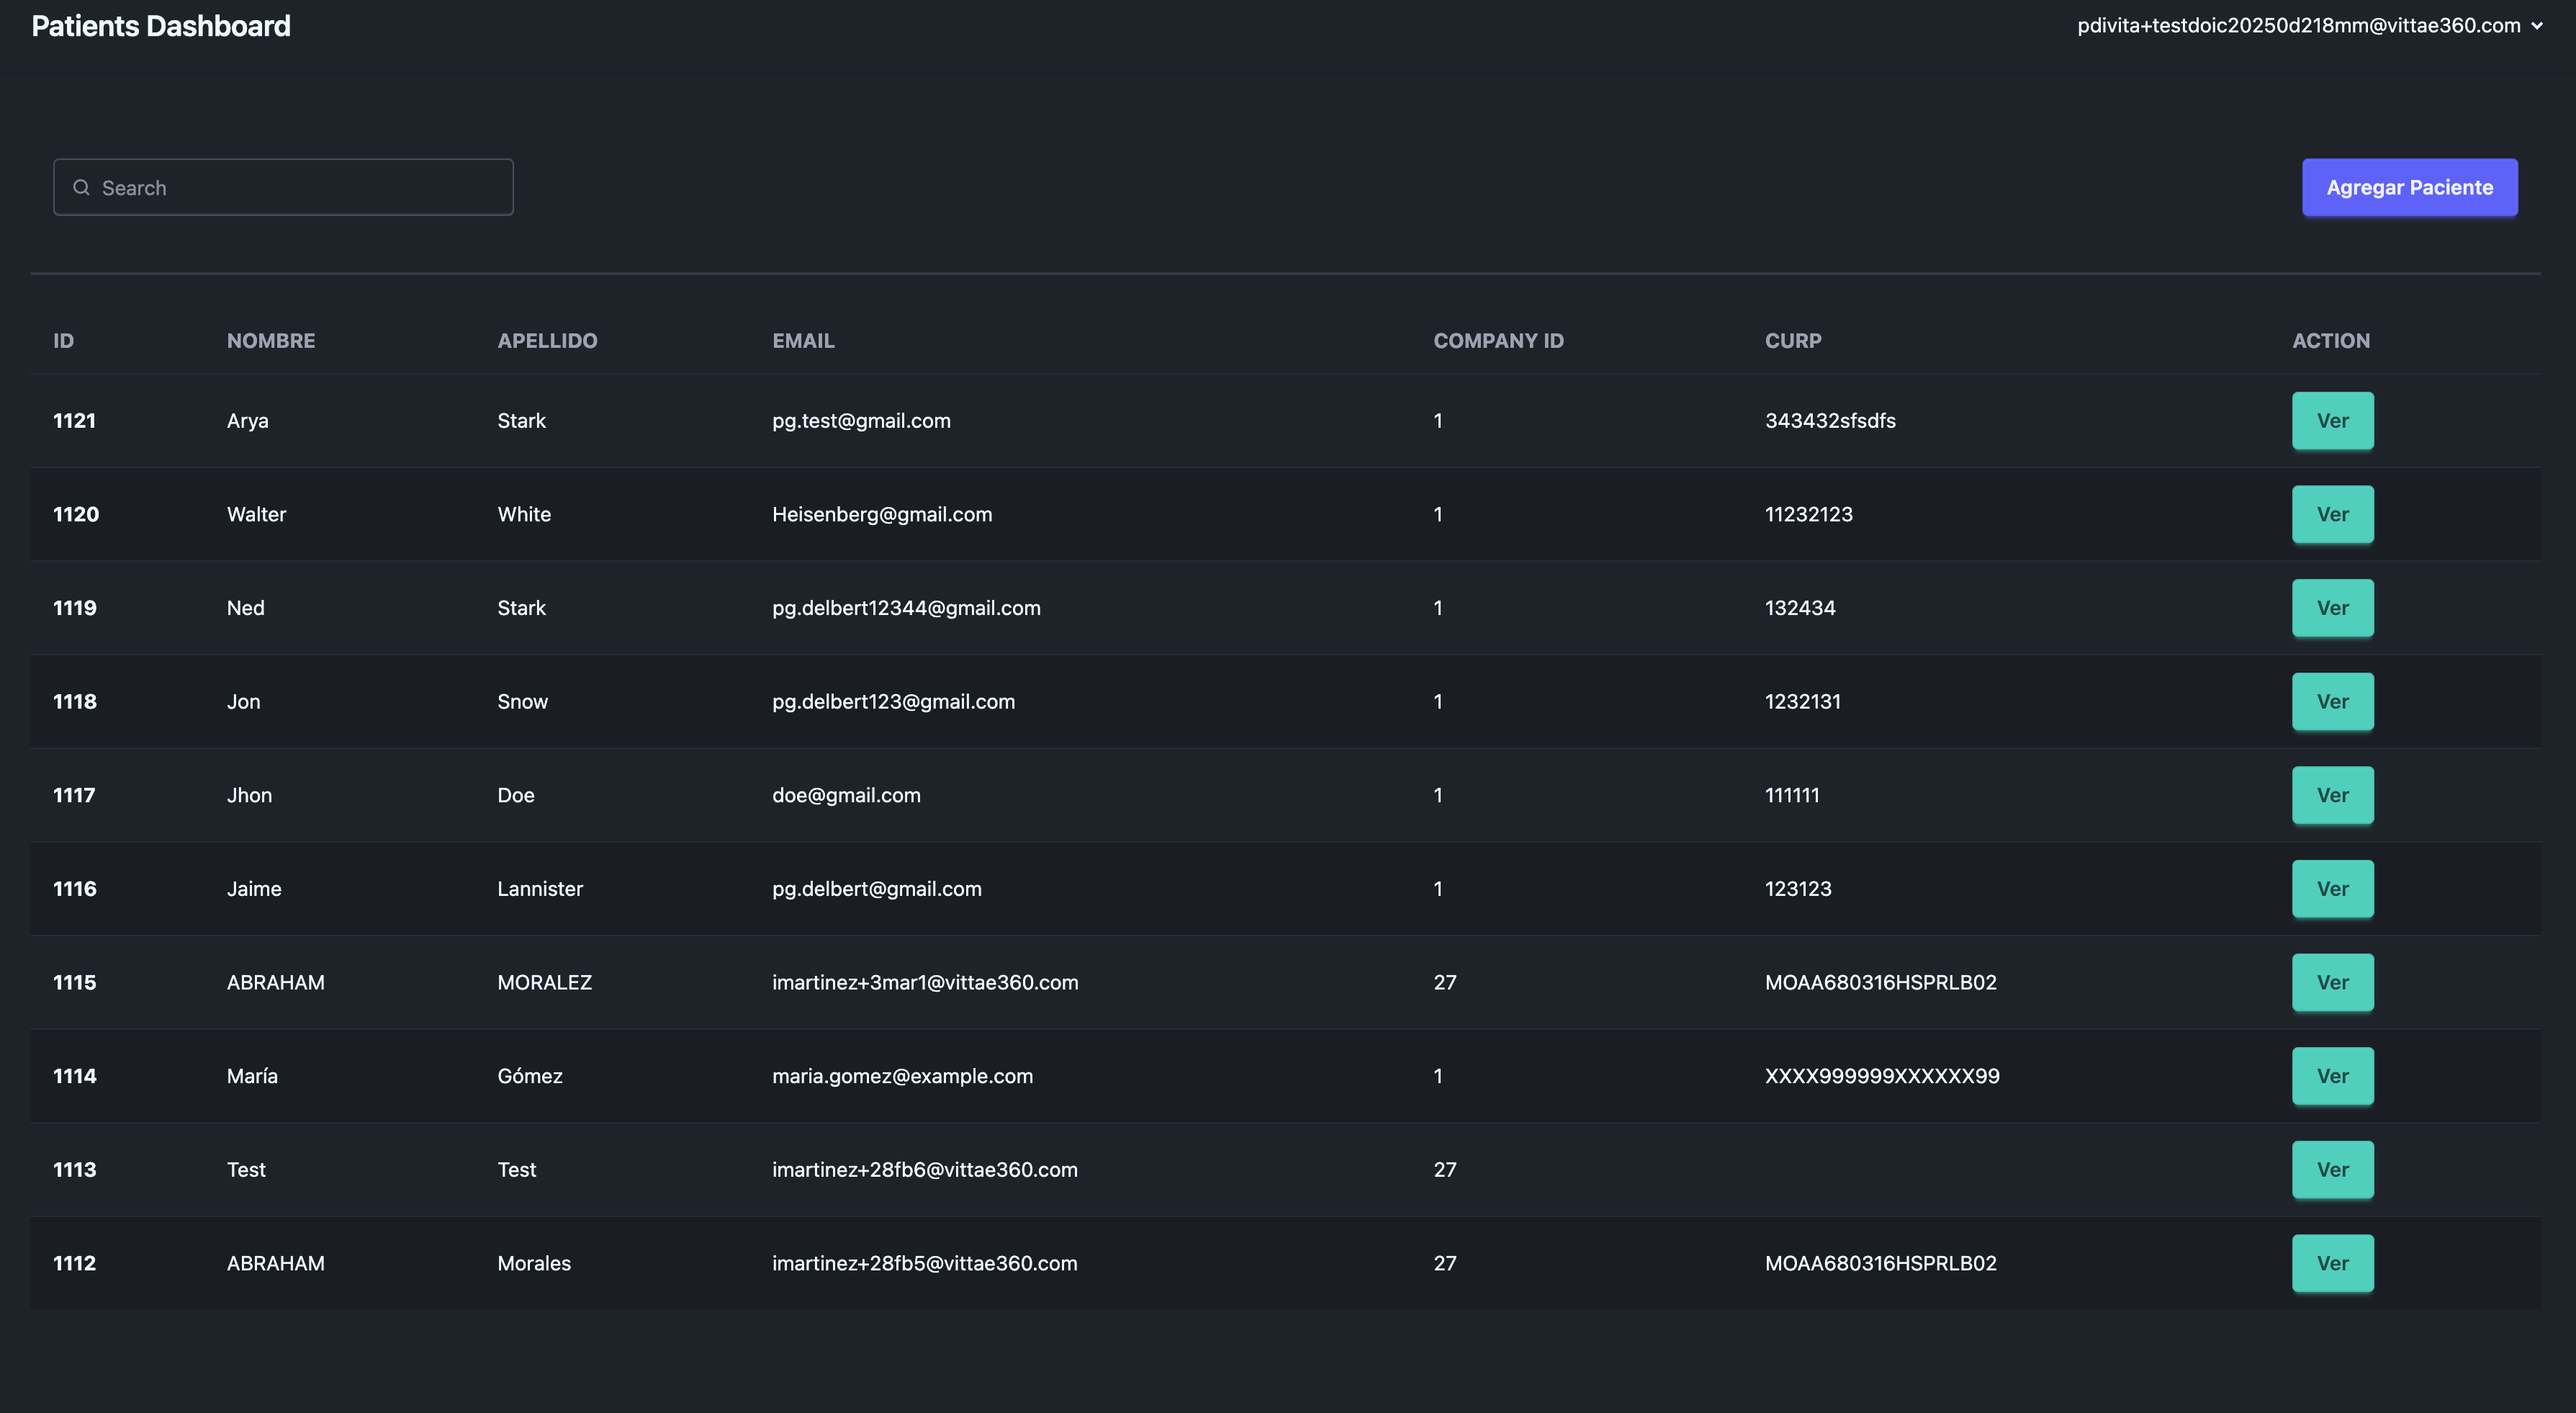 Patients Dashboard pdivita+testdoic20250d218mm@vittae360.com
Search Agregar Paciente
ID NOMBRE APELLIDO EMAIL COMPANY ID CURP ACTION
1121 Arya Stark pg.test@gmail.com 1 343432sfsdfs Ver
1120 Walter White Heisenberg@gmail.com 1 11232123 Ver
1119 Ned Stark pg.delbert12344@gmail.com 1 132434 Ver
1118 Jon Snow pg.delbert123@gmail.com 1 1232131 Ver
1117 Jhon Doe doe@gmail.com 1 111111 Ver
1116 Jaime Lannister pg.delbert@gmail.com 1 123123 Ver
1115 ABRAHAM MORALEZ imartinez+3mar1@vittae360.com 27 MOAA680316HSPRLB02 Ver
1114 María Gómez maria.gomez@example.com 1 XXXX999999XXXXXX99 Ver
1113 Test Test imartinez+28fb6@vittae360.com 27 Ver
1112 ABRAHAM Morales imartinez+28fb5@vittae360.com 27 MOAA680316HSPRLB02 Ver